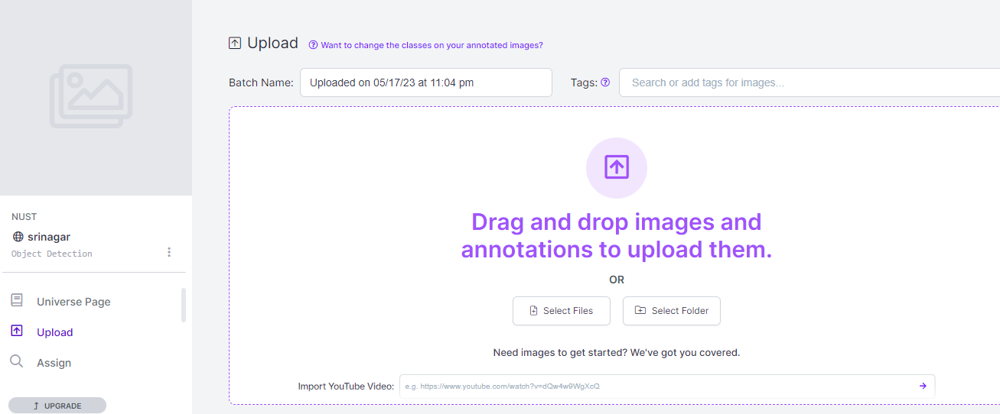 Upload
Want to change the classes on your annotated images?
Batch Name:
Uploaded on 05/17/23 at 11:04 pm
Tags:
Search or add tags for images...
Drag and drop images and
annotations to upload them.
OR
Select Files
Select Folder
Need images to get started? We've got you covered.
Import YouTube Video:
e.g. https://www.youtube.com/watch?v=dQw4w9WgXcQ
NUST
srinagar
Object Detection
Universe Page
Upload
Assign
UPGRADE